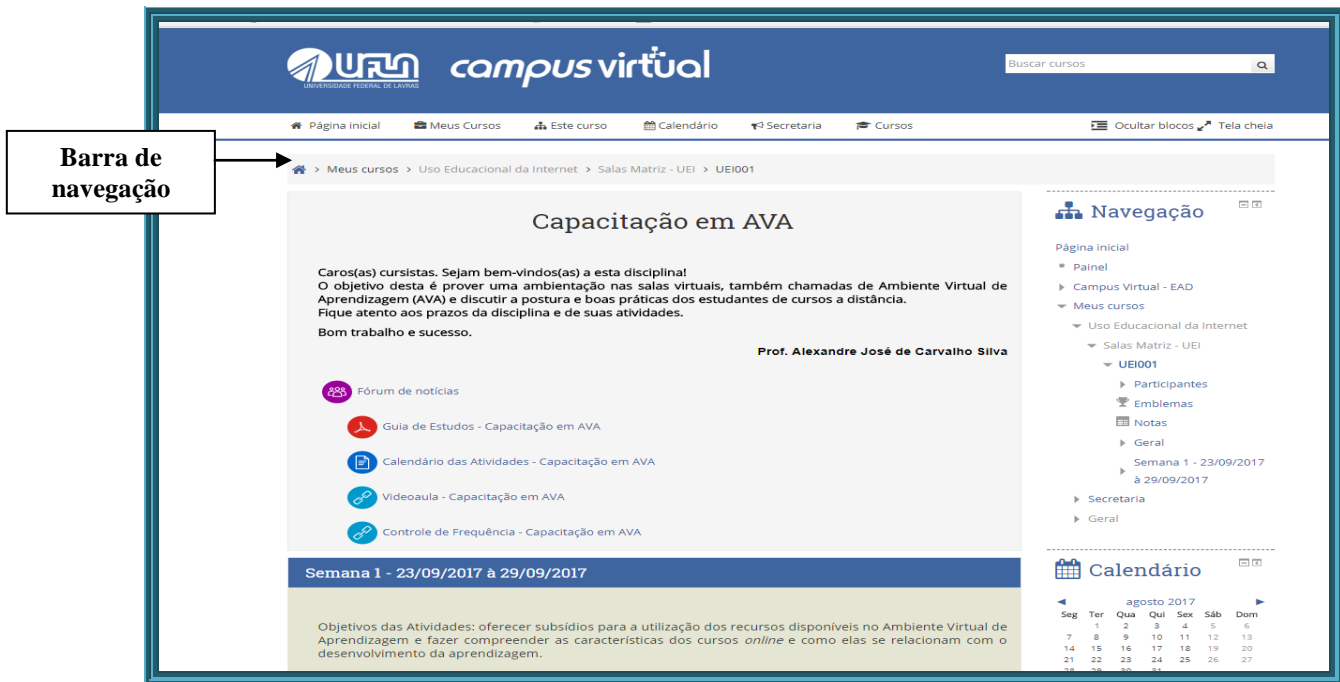 UFLA
UNIVERSIDADE FEDERAL DE LAVRAS
campus virtual
Buscar cursos
Página inicial Meus Cursos Este curso Calendário Secretaria Cursos Ocultar blocos Tela cheia
Barra de
navegação
> Meus cursos > Uso Educacional da Internet > Salas Matriz - UEI > UEI001
Capacitação em AVA
Caros(as) cursistas. Sejam bem-vindos(as) a esta disciplina!
O objetivo desta é prover uma ambientação nas salas virtuais, também chamadas de Ambiente Virtual de
Aprendizagem (AVA) e discutir a postura e boas práticas dos estudantes de cursos a distância.
Fique atento aos prazos da disciplina e de suas atividades.
Bom trabalho e sucesso.
Prof. Alexandre José de Carvalho Silva
Fórum de notícias
Guia de Estudos - Capacitação em AVA
Calendário das Atividades - Capacitação em AVA
Videoaula - Capacitação em AVA
Controle de Frequência - Capacitação em AVA
Semana 1 - 23/09/2017 à 29/09/2017
Objetivos das Atividades: oferecer subsídios para a utilização dos recursos disponíveis no Ambiente Virtual de
Aprendizagem e fazer compreender as características dos cursos online e como elas se relacionam com o
desenvolvimento da aprendizagem.
Navegação
Página inicial
Painel
Campus Virtual - EAD
Meus cursos
Uso Educacional da Internet
Salas Matriz - UEI
UEI001
Participantes
Emblemas
Notas
Geral
Semana 1 - 23/09/2017
à 29/09/2017
Secretaria
Geral
Calendário
agosto 2017
Seg Ter Qua Qui Sex Sáb Dom
1 2 3 4 5 6
7 8 9 10 11 12 13
14 15 16 17 18 19 20
21 22 23 24 25 26 27
28 29 30 31